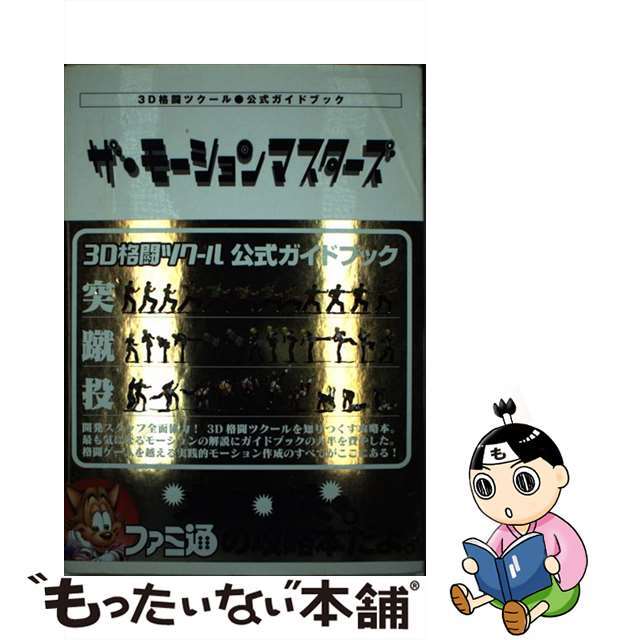 3D格闘ツクール●公式ガイドブック
ザ・モーションマスターズ
3D格闘ツクール 公式ガイドブック
突
蹴
投
開発スタッフ全面協力! 3D格闘ツクールを知りつくす攻略本。
最も気になるモーションの解説にガイドブックの大半を費やした。
格闘ゲームを越える実践的モーション作成のすべてがここにある!
ファミ通の攻略本だよ。
も
“もったいない”本舗®